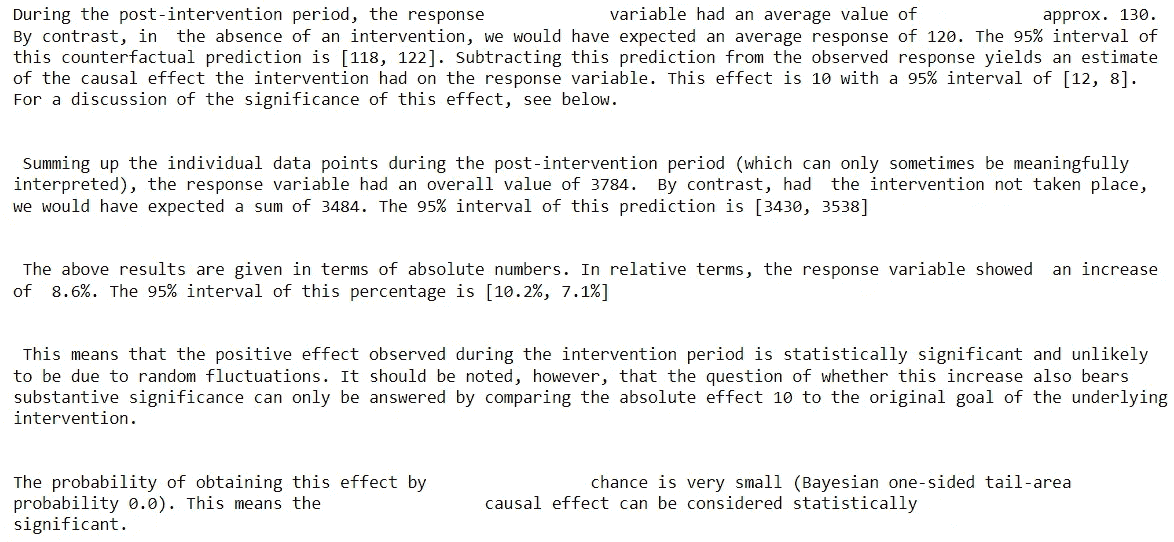 During the post-intervention period, the response variable had an average value of approx. 130.
By contrast, in the absence of an intervention, we would have expected an average response of 120. The 95% interval of
this counterfactual prediction is [118, 122]. Subtracting this prediction from the observed response yields an estimate
of the causal effect the intervention had on the response variable. This effect is 10 with a 95% interval of [12, 8].
For a discussion of the significance of this effect, see below.
Summing up the individual data points during the post-intervention period (which can only sometimes be meaningfully
interpreted), the response variable had an overall value of 3784. By contrast, had the intervention not taken place,
we would have expected a sum of 3484. The 95% interval of this prediction is [3430, 3538]
The above results are given in terms of absolute numbers. In relative terms, the response variable showed an increase
of 8.6%. The 95% interval of this percentage is [10.2%, 7.1%]
This means that the positive effect observed during the intervention period is statistically significant and unlikely
to be due to random fluctuations. It should be noted, however, that the question of whether this increase also bears
substantive significance can only be answered by comparing the absolute effect 10 to the original goal of the underlying
intervention.
The probability of obtaining this effect by chance is very small (Bayesian one-sided tail-area
probability 0.0). This means the causal effect can be considered statistically
significant.